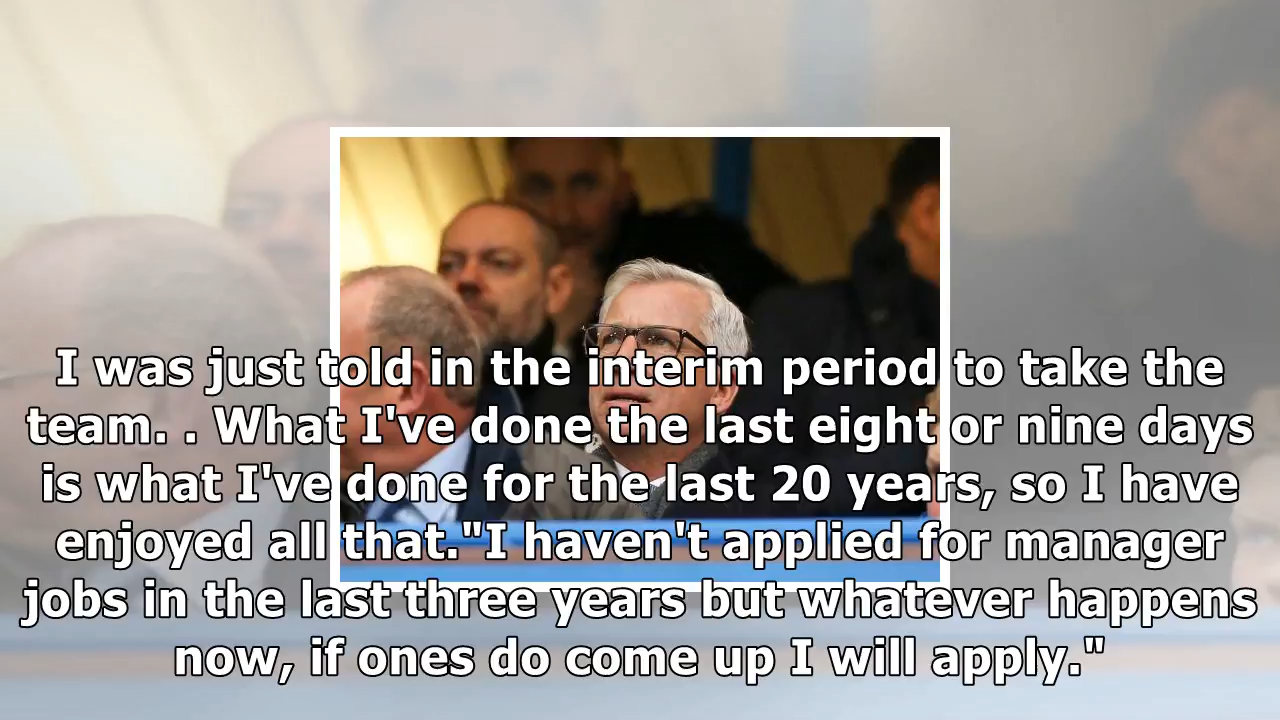 I was just told in the interim period to take the
team. . What I've done the last eight or nine days
is what I've done for the last 20 years, so I have
enjoyed all that."I haven't applied for manager
jobs in the last three years but whatever happens
now, if ones do come up I will apply."